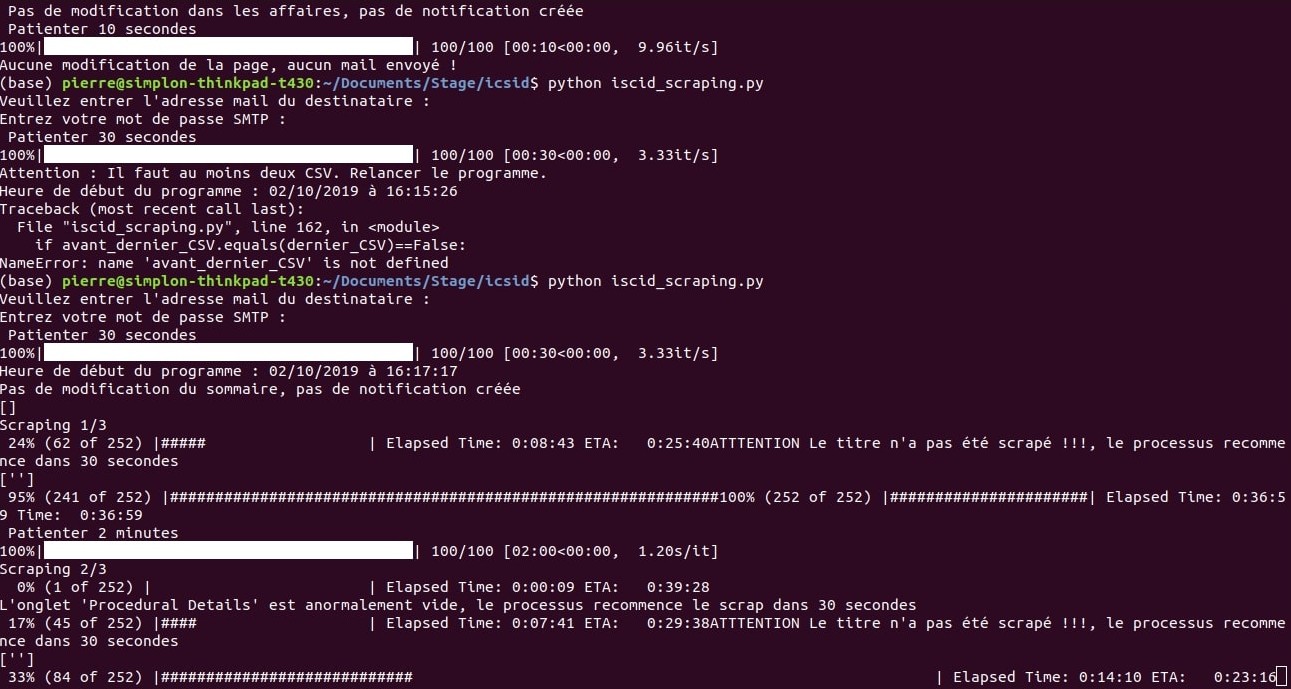 Pas de modification dans les affaires, pas de notification créée
Patienter 10 secondes
100%| | 100/100 [00:10<00:00,  9.96it/s]
Aucune modification de la page, aucun mail envoyé !
(base) pierre@simplon-thinkpad-t430:~/Documents/Stage/icsid$ python iscid_scraping.py
Veuillez entrer l'adresse mail du destinataire :
Entrez votre mot de passe SMTP :
Patienter 30 secondes
100%| | 100/100 [00:30<00:00,  3.33it/s]
Attention : Il faut au moins deux CSV. Relancer le programme.
Heure de début du programme : 02/10/2019 à 16:15:26
Traceback (most recent call last):
  File "iscid_scraping.py", line 162, in <module>
    if avant_dernier_CSV.equals(dernier_CSV)==False:
NameError: name 'avant_dernier_CSV' is not defined
(base) pierre@simplon-thinkpad-t430:~/Documents/Stage/icsid$ python iscid_scraping.py
Veuillez entrer l'adresse mail du destinataire :
Entrez votre mot de passe SMTP :
Patienter 30 secondes
100%| | 100/100 [00:30<00:00,  3.33it/s]
Heure de début du programme : 02/10/2019 à 16:17:17
Pas de modification du sommaire, pas de notification créée
[]
Scraping 1/3
24% (62 of 252) |##### | Elapsed Time: 0:08:43 ETA:   0:25:40ATTTENTION Le titre n'a pas été scrapé !!!, le processus recomme
nce dans 30 secondes
['']
95% (241 of 252) |#############################################################100% (252 of 252) |######################| Elapsed Time: 0:36:5
9 Time:  0:36:59
Patienter 2 minutes
100%| | 100/100 [02:00<00:00,  1.20s/it]
Scraping 2/3
0% (1 of 252) | | Elapsed Time: 0:00:09 ETA:   0:39:28
L'onglet 'Procedural Details' est anormalement vide, le processus recommence le scrap dans 30 secondes
17% (45 of 252) |#### | Elapsed Time: 0:07:41 ETA:   0:29:38ATTTENTION Le titre n'a pas été scrapé !!!, le processus recomme
nce dans 30 secondes
['']
33% (84 of 252) |############################ | Elapsed Time: 0:14:10 ETA:   0:23:16